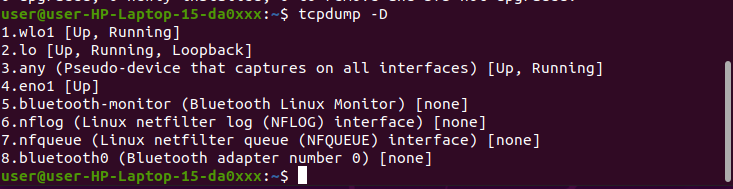 user@user-HP-Laptop-15-da0xxx:~$ tcpdump -D
1.wlo1 [Up, Running]
2.lo [Up, Running, Loopback]
3.any (Pseudo-device that captures on all interfaces) [Up, Running]
4.eno1 [Up]
5.bluetooth-monitor (Bluetooth Linux Monitor) [none]
6.nflog (Linux netfilter log (NFLOG) interface) [none]
7.nfqueue (Linux netfilter queue (NFQUEUE) interface) [none]
8.bluetooth0 (Bluetooth adapter number 0) [none]
user@user-HP-Laptop-15-da0xxx:~$